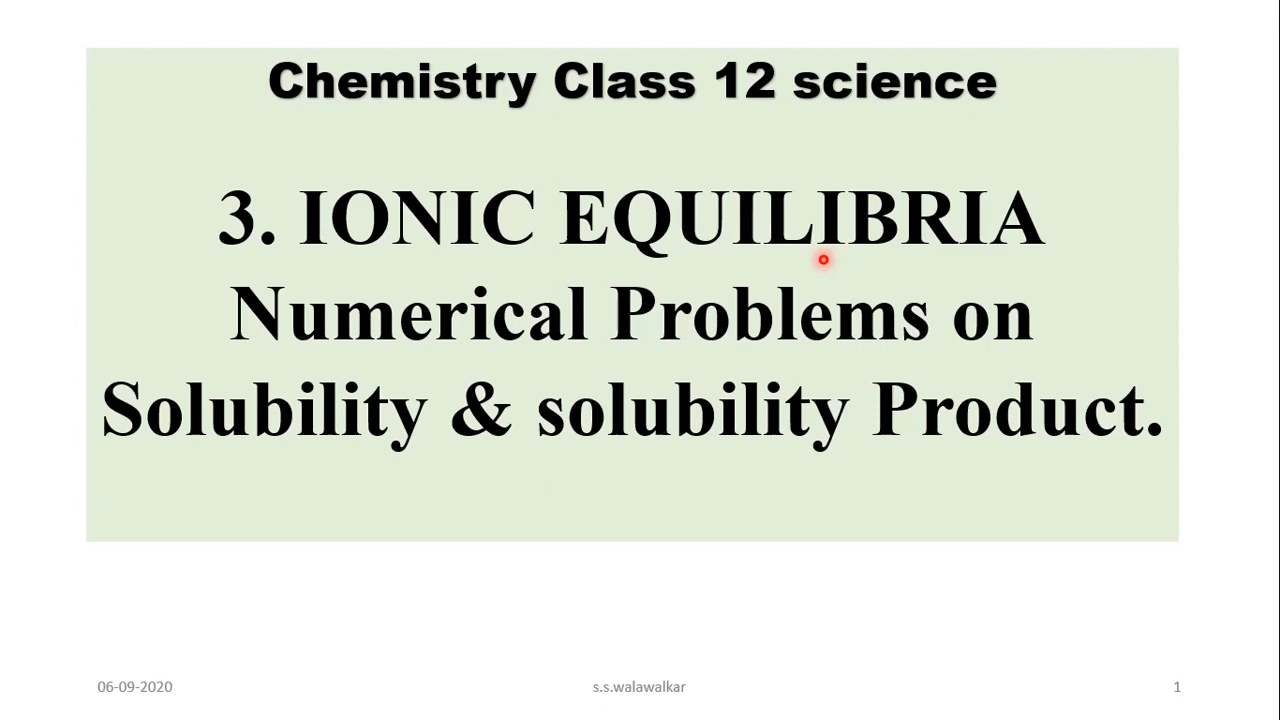 Chemistry Class 12 science
3. IONIC EQUILIBRIA
Numerical Problems on
Solubility & solubility Product.
06-09-2020
s.s.walawalkar
1